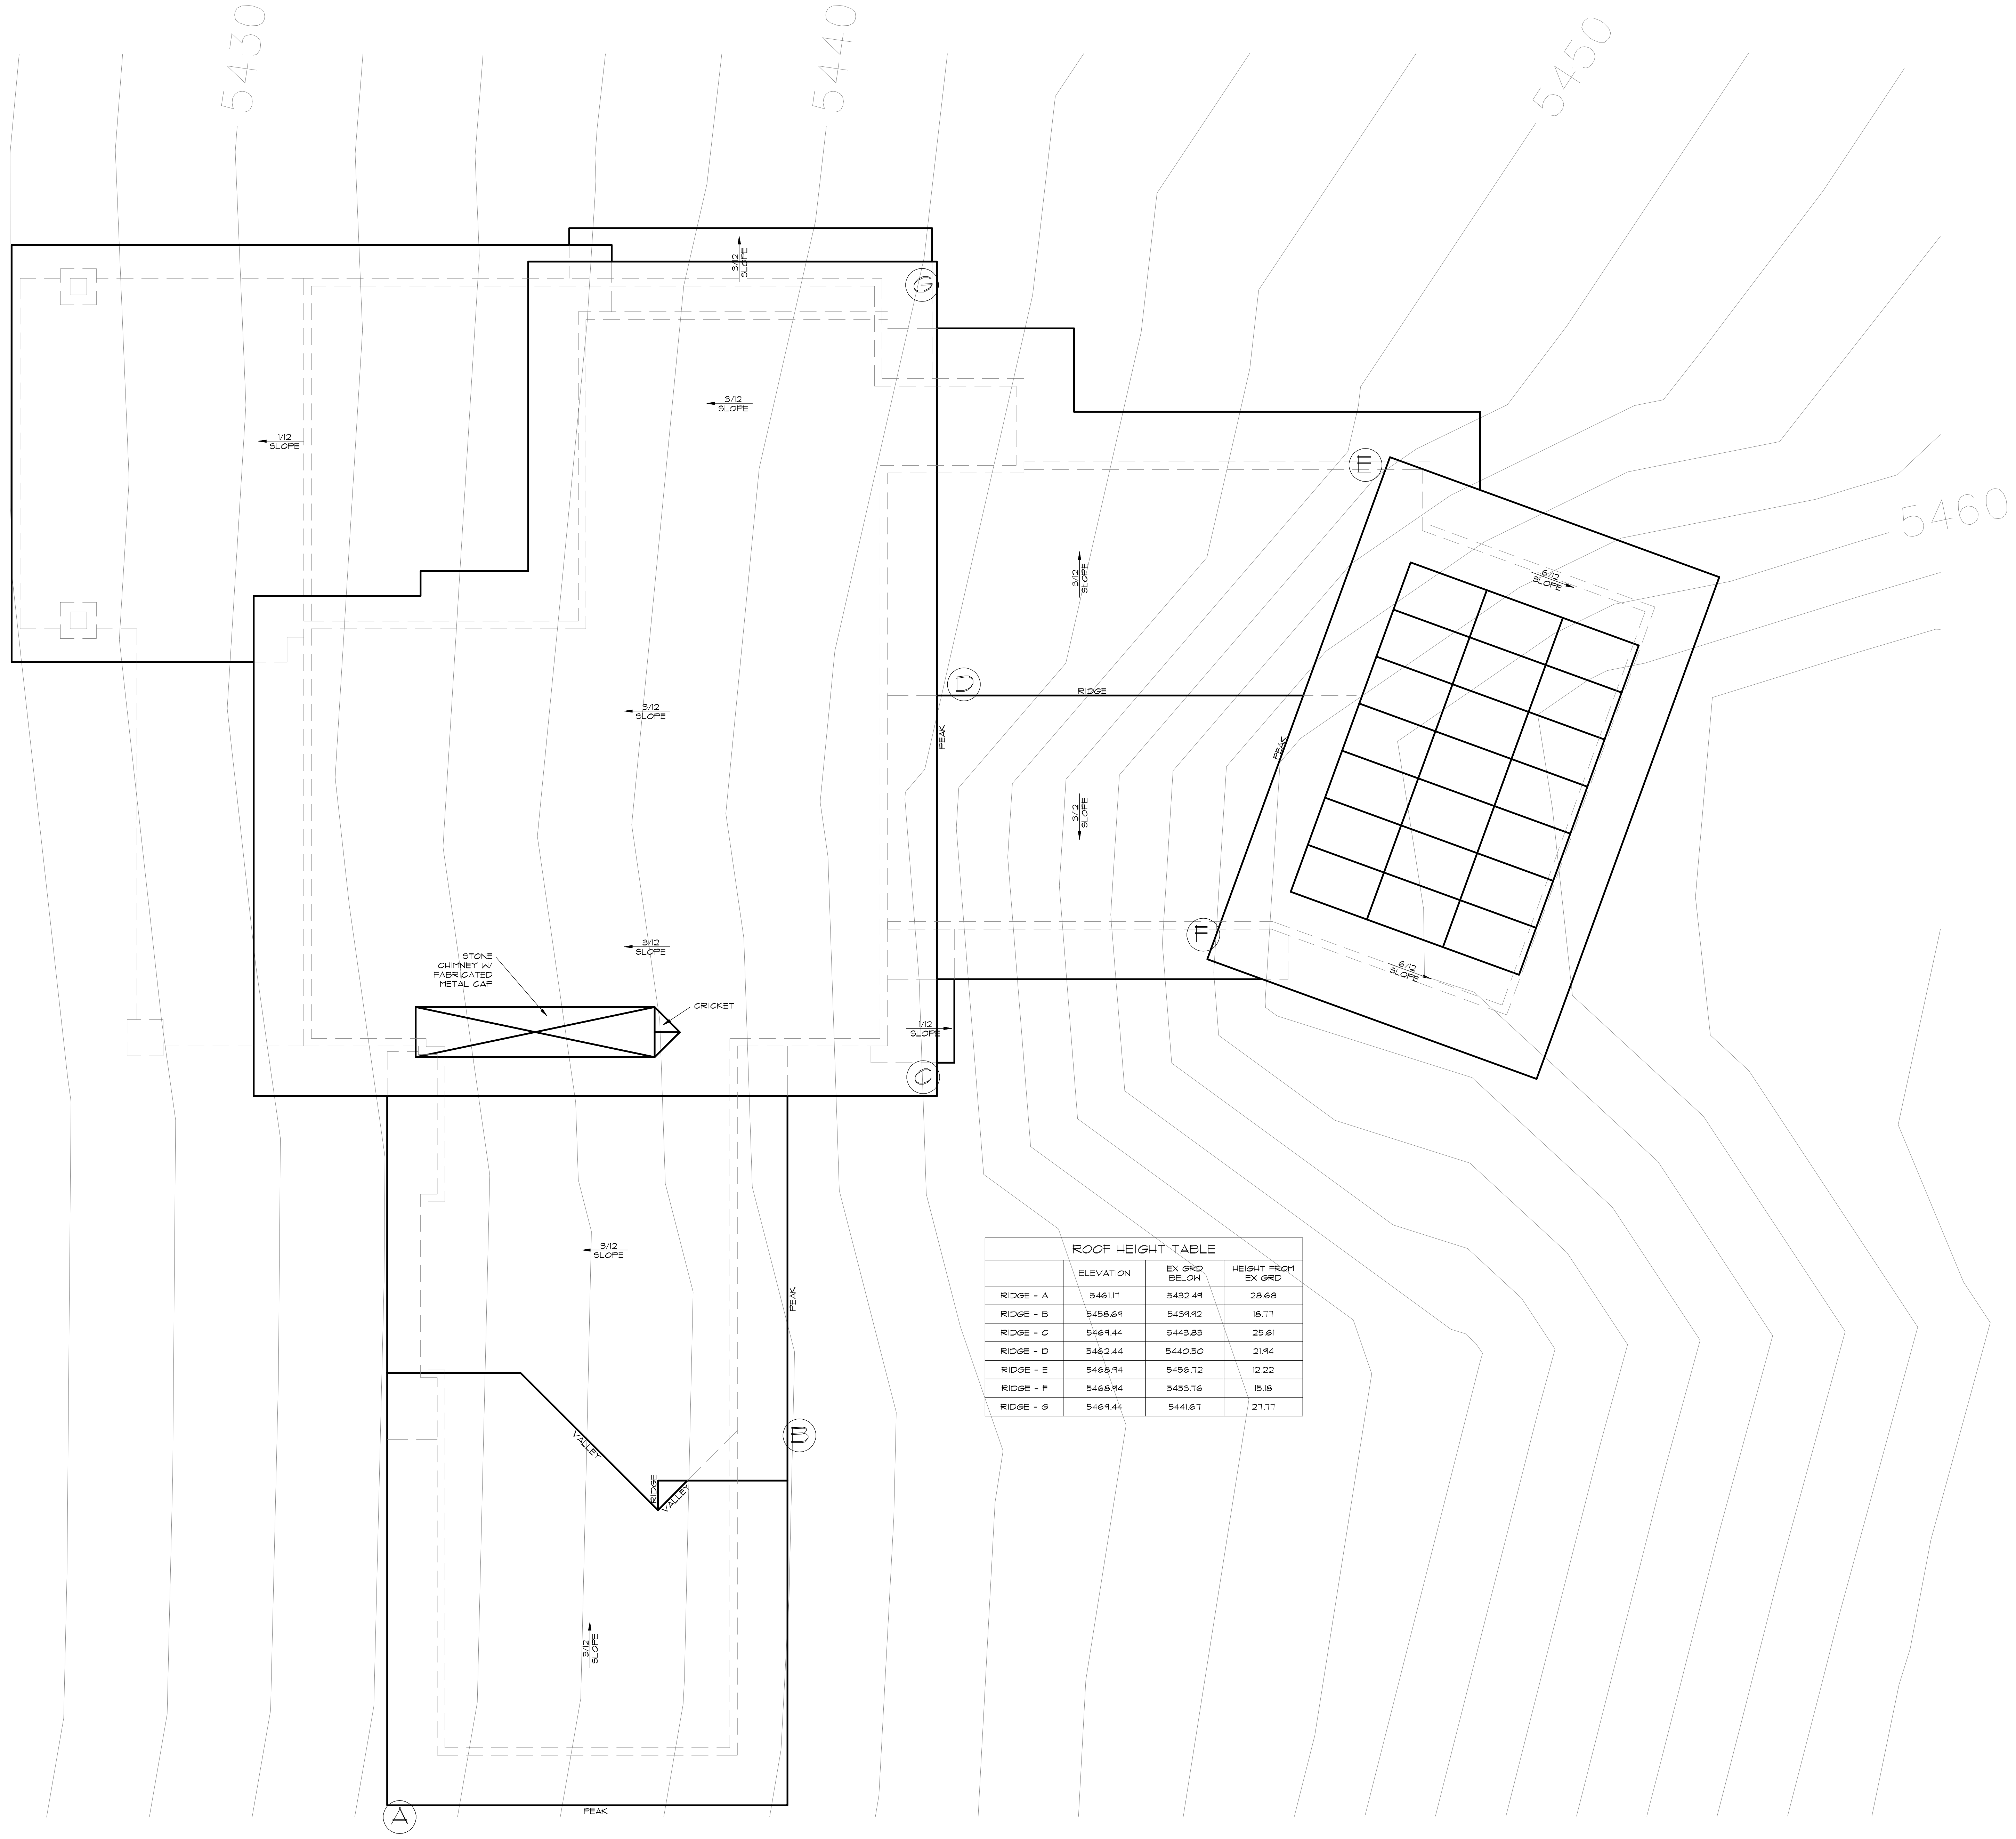 5430
5440
5450
3/12
SLOPE
G
3/12
SLOPE
1/12
SLOPE
E
5460
3/12
SLOPE
6/12
SLOPE
D
RIDGE
3/12
SLOPE
PEAK
PEAK
3/12
SLOPE
F
3/12
SLOPE
STONE
CHIMNEY W/
FABRICATED
METAL CAP
6/12
SLOPE
CRICKET
1/12
SLOPE
C
3/12
SLOPE
PEAK
ROOF HEIGHT TABLE
ELEVATION EX GRD BELOW HEIGHT FROM EX GRD
RIDGE - A 5461.17 5432.49 28.68
RIDGE - B 5458.69 5439.92 18.77
RIDGE - C 5469.44 5443.83 25.61
RIDGE - D 5462.44 5440.50 21.94
RIDGE - E 5468.94 5456.72 12.22
RIDGE - F 5468.94 5453.76 15.18
RIDGE - G 5469.44 5441.67 27.77
B
VALLEY
RIDGE
VALLEY
3/12
SLOPE
A
PEAK